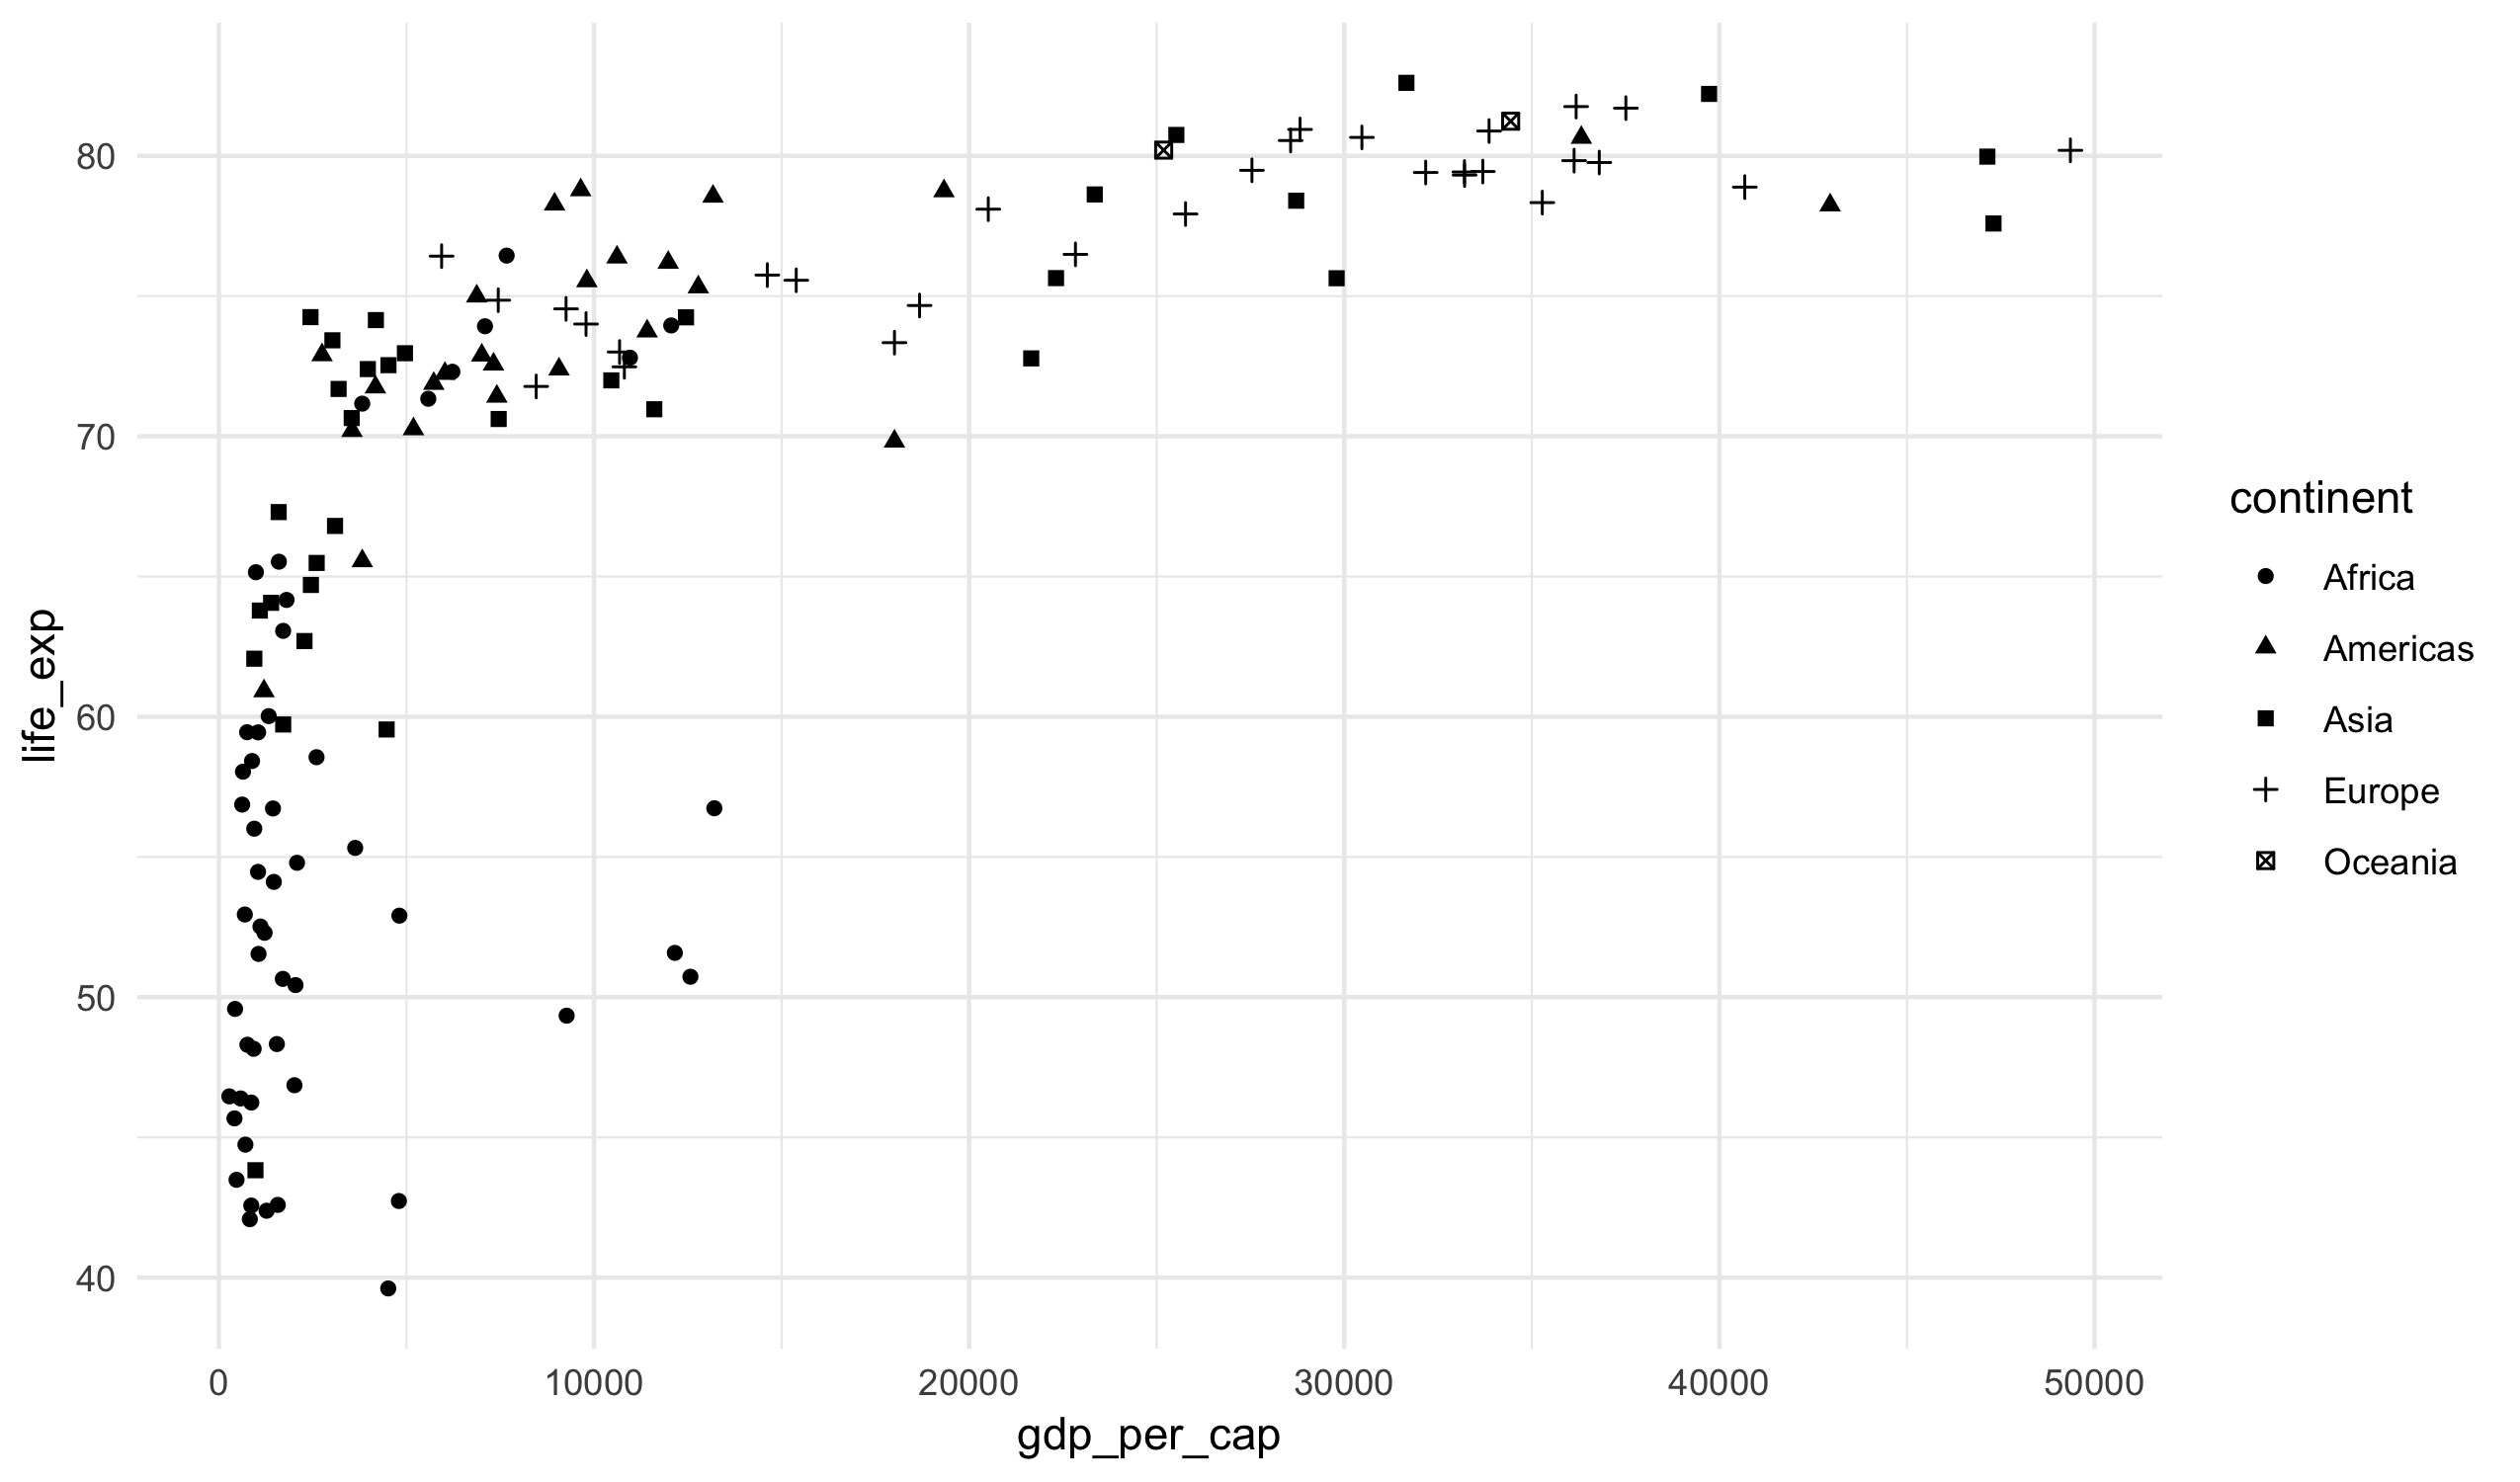 life_exp
80
70
60
50
40
0 10000 20000 30000 40000 50000
gdp_per_cap
continent
Africa
Americas
Asia
Europe
Oceania